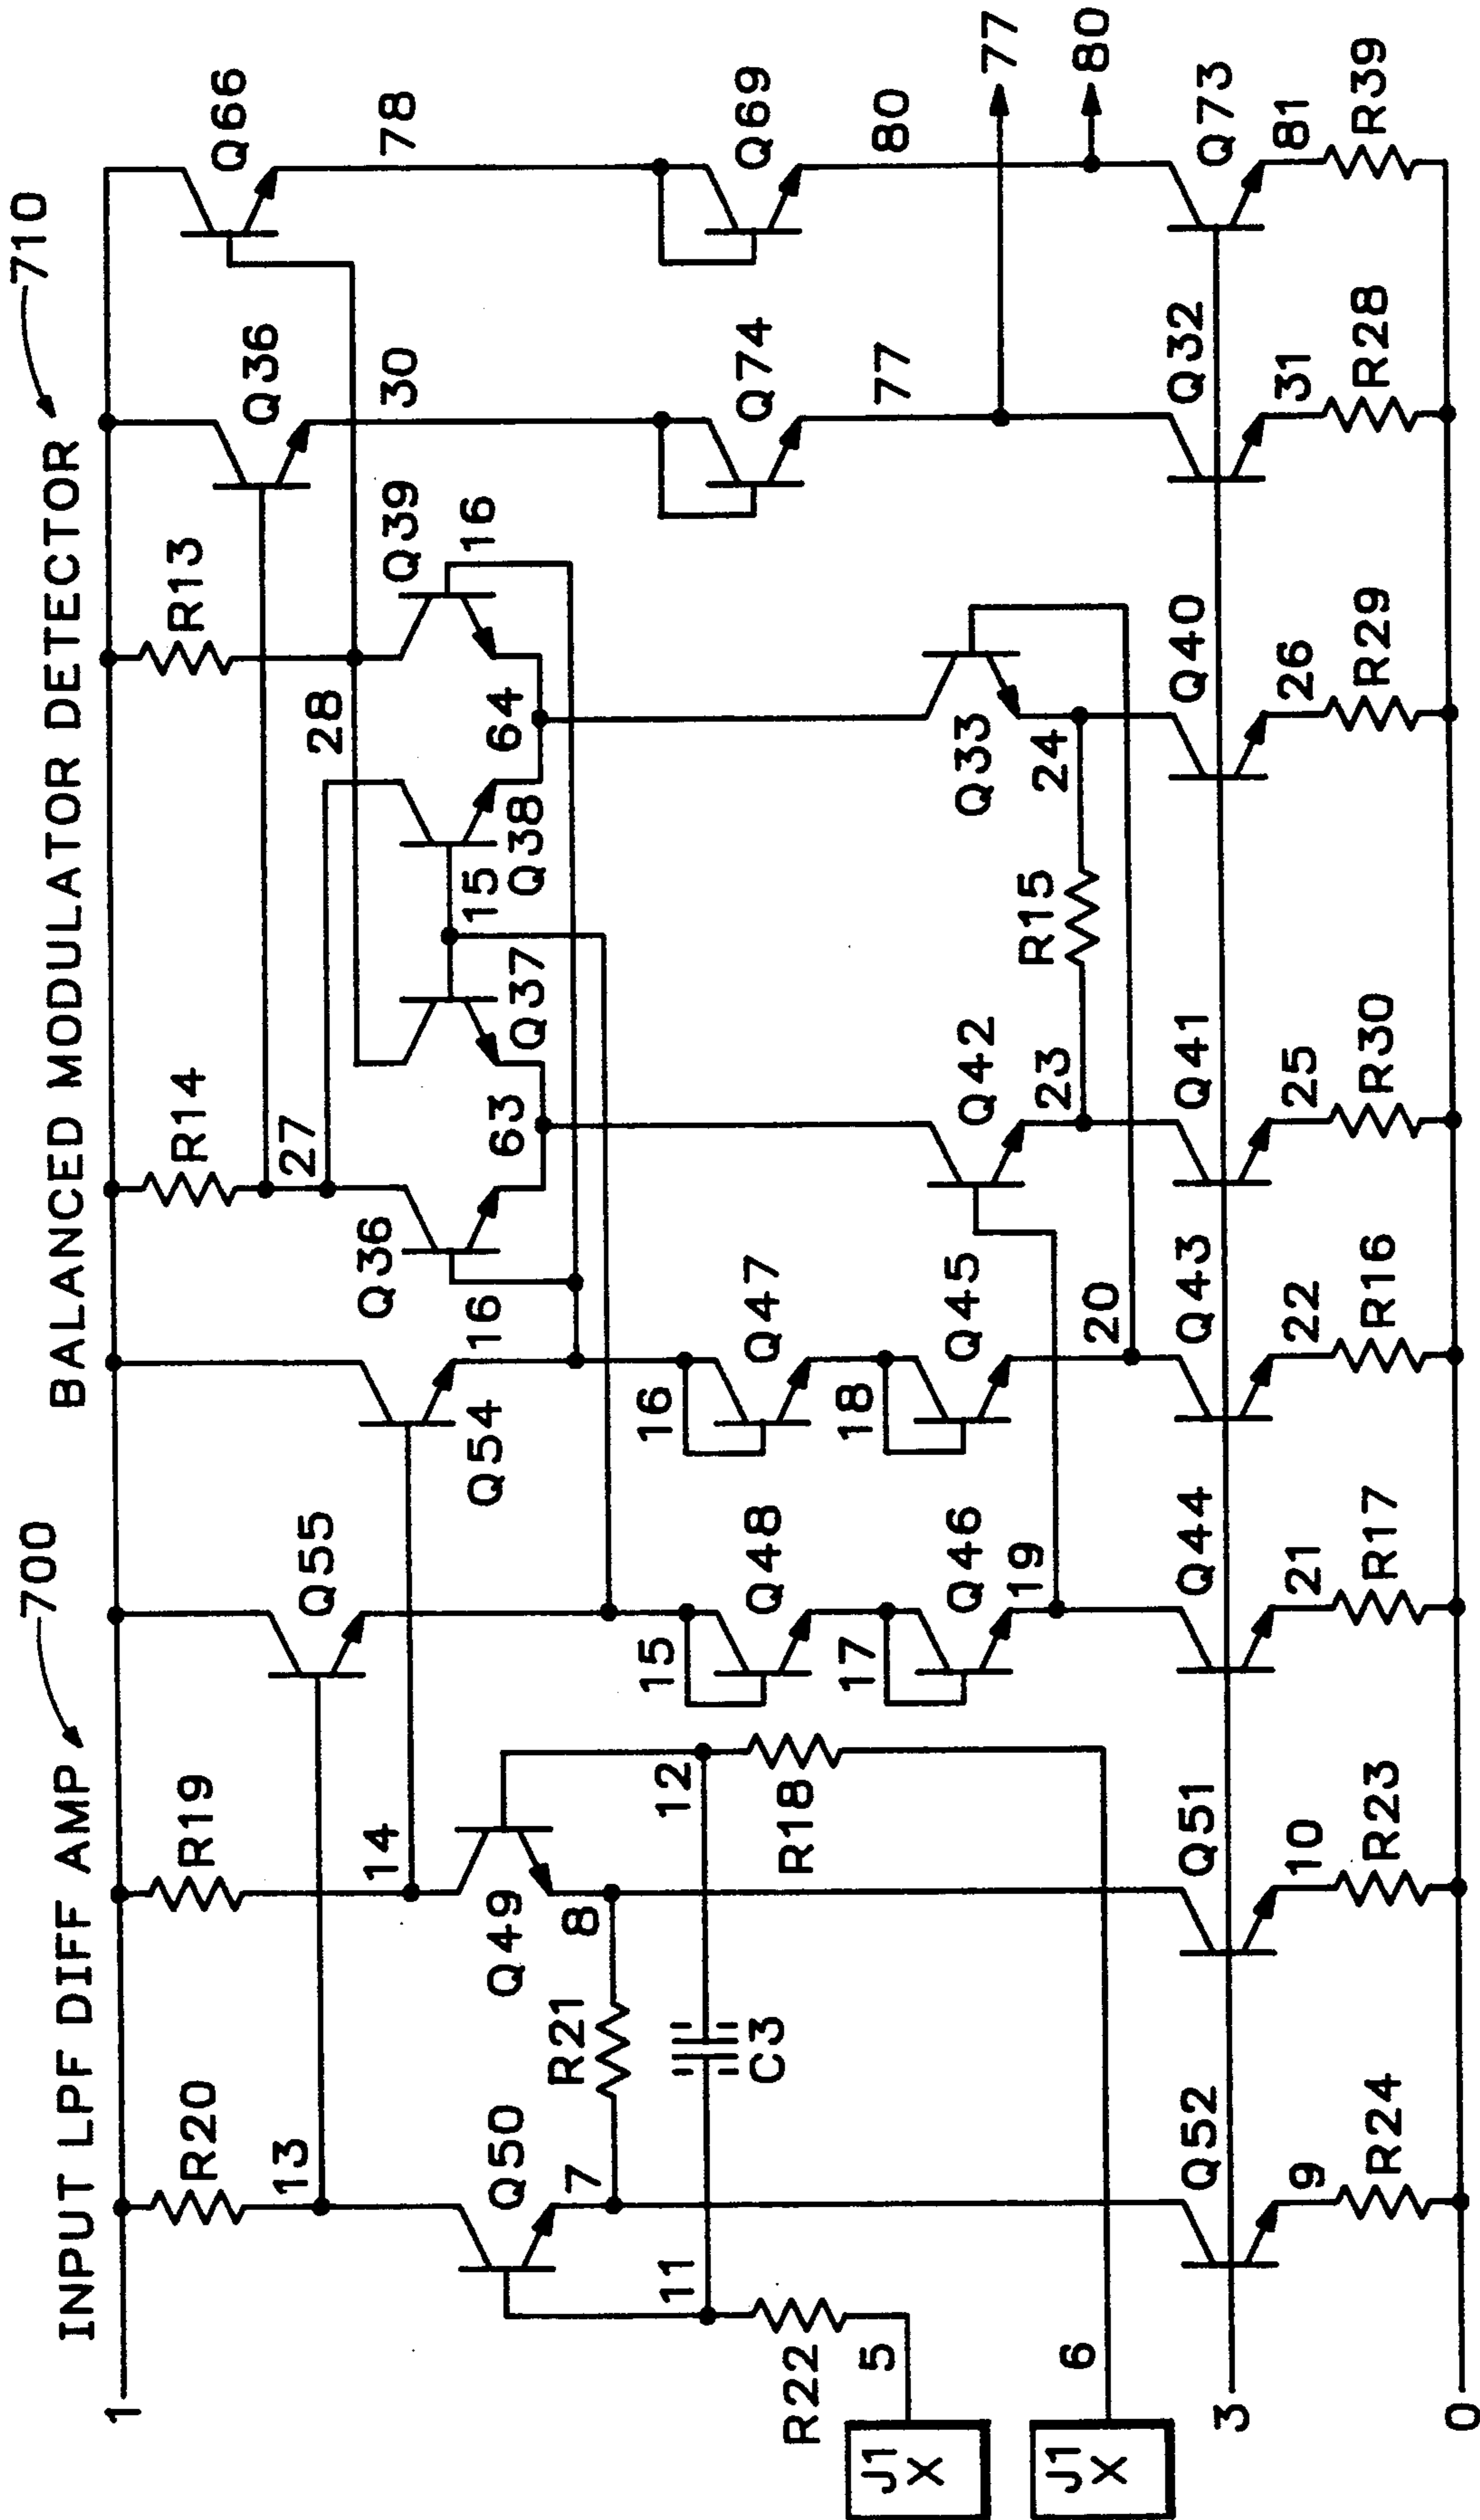 INPUT LPF DIFF AMP
700
BALANCED MODULATOR DETECTOR
710
1
R20
R19
R14
R13
13
Q55
27
28
Q36
Q66
14
Q54
Q36
Q39
30
78
Q50
Q49
16
63
Q37
15
Q38
64
16
7
R21
8
11
C3
12
15
Q48
16
Q47
Q74
Q69
R22
R18
17
Q46
18
Q45
Q42
Q33
77
80
5
19
20
23
R15
24
77
J1
X
6
80
J1
X
3
Q52
Q51
Q44
Q43
Q41
Q40
Q32
Q73
9
10
21
22
25
26
31
81
R24
R23
R17
R16
R30
R29
R28
R39
0